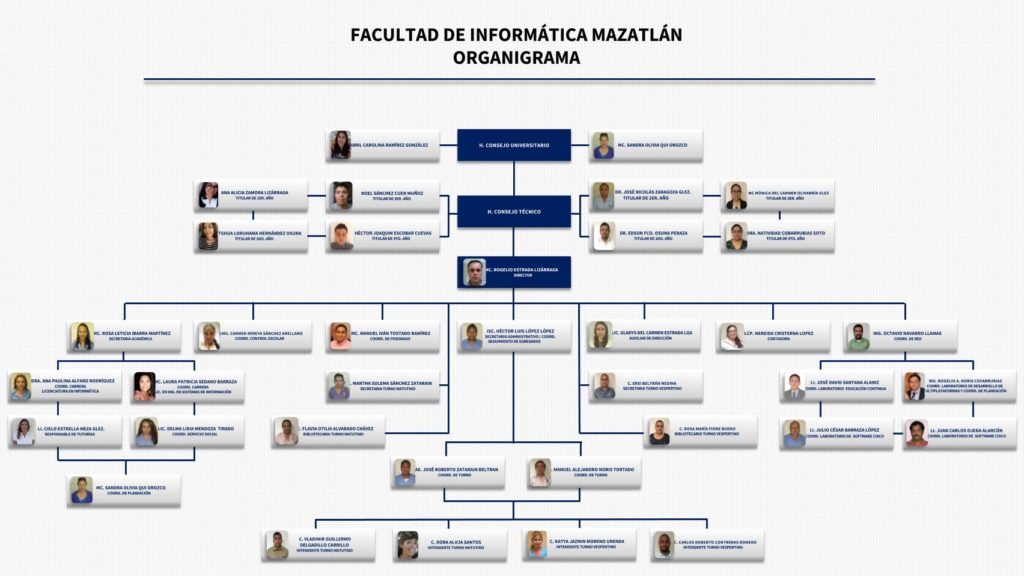 FACULTAD DE INFORMÁTICA MAZATLÁN
ORGANIGRAMA
ABRIL CAROLINA RAMÍREZ GONZÁLEZ
H. CONSEJO UNIVERSITARIO
MC. SANDRA OLIVIA QUI OROZCO
ANA ALICIA ZAMORA LIZÁRRAGA
TITULAR DE 1ER. AÑO
NOEL SÁNCHEZ CUEN MUÑOZ
TITULAR DE 3ER. AÑO
DR. JOSÉ NICOLÁS ZARAGOZA GLEZ.
TITULAR DE 1ER. AÑO
MC MÓNICA DEL CARMEN OLIVARRÍA GLEZ
TITULAR DE 3ER. AÑO
H. CONSEJO TÉCNICO
LORUHAMA HERNÁNDEZ OSUNA
TITULAR DE 2DO. AÑO
HÉCTOR JOAQUIN ESCOBAR CUEVAS
TITULAR DE 4TO. AÑO
DR. EDSON FCO. OSUNA PERAZA
TITULAR DE 2DO. AÑO
DRA. NATIVIDAD COBARRUBIAS SOTO
TITULAR DE 4TO. AÑO
MC. ROGELIO ESTRADA LIZÁRRAGA
DIRECTOR
MC. ROSA LETICIA IBARRA MARTÍNEZ
SECRETARIA ACADÉMICA
CARMEN MIREYA SÁNCHEZ ARELLANO
COORD. CONTROL ESCOLAR
MC. MANUEL IVÁN TOSTADO RAMÍREZ
COORD. DE POSGRADO
ISC. HÉCTOR LUIS LÓPEZ LÓPEZ
SECRETARIO ADMINISTRATIVO / COORD.
SEGUIMIENTO DE EGRESADOS
LIC. GLADYS DEL CARMEN ESTRADA LGA
AUXILIAR DE DIRECCIÓN
LCP. NEREIDA CRISTERNA LOPEZ
CONTADORA
ING. OCTAVIO NAVARRO LLAMAS
COORD. DE RED
DRA. ANA PAULINA ALFARO RODRÍGUEZ
COORD. CARRERA
LICENCIATURA EN INFORMÁTICA
MC. LAURA PATRICIA SEDANO BARRAZA
COORD. CARRERA
LIC. EN ING. EN SISTEMAS DE INFORMACIÓN
MARTHA SULEMA SÁNCHEZ ZATARAIN
SECRETARIA TURNO MATUTINO
C. ERSI BELTRÁN MEDINA
SECRETARIA TURNO VESPERTINO
LI. JOSÉ DAVID SANTANA ALANIZ
COORD. LABORATORIO EDUCACIÓN CONTINUA
ING. ROGELIO A. NORIS COVARRUBIAS
COORD. LABORATORIO DE DESARROLLO DE
MULTIPLATAFORMAS Y COORD. DE PLANEACIÓN
LI. CIELO ESTRELLA MEZA GLEZ.
RESPONSABLE DE TUTORÍAS
LIC. DELMA LIDIA MENDOZA TIRADO
COORD. SERVICIO SOCIAL
C. FLAVIA OTILIA ALVARADO CHÁVEZ
BIBLIOTECARIA TURNO MATUTINO
C. ROSA MARÍA FIERE BUENO
BIBLIOTECARIO TURNO VESPERTINO
LI. JULIO CÉSAR BARRAZA LÓPEZ
COORD. LABORATORIO DE SOFTWARE CISCO
LI. JUAN CARLOS OJEDA ALARCÓN
COORD. LABORATORIO DE SOFTWARE CISCO
JOSÉ ROBERTO ZATARAIN BELTRAN
COORD. DE TURNO
MANUEL ALEJANDRO NORIS TORTADO
COORD. DE TURNO
MC. SANDRA OLIVIA QUI OROZCO
COORD. DE PLANEACIÓN
C. VLADIMIR GUILLERMO
DELGADILLO CARRILLO
INTENDENTE TURNO MATUTINO
C. DORA ALICIA SANTOS
INTENDENTE TURNO MATUTINO
C. KATYA JAZMIN MORENO URENDA
INTENDENTE TURNO VESPERTINO
C. CARLOS ROBERTO CONTRERAS ROMERO
INTENDENTE TURNO VESPERTINO